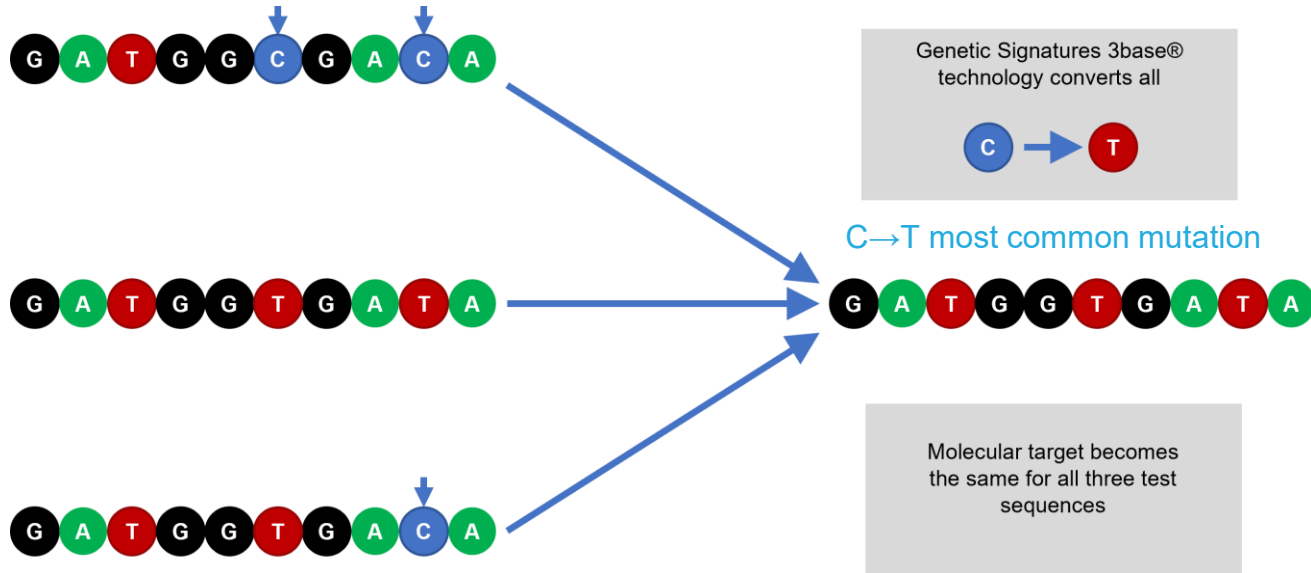 G A T G G C G A C A
Genetic Signatures 3base®
technology converts all
C T
C→T most common mutation
G A T G G T G A T A
G A T G G T G A T A
Molecular target becomes
the same for all three test
sequences
G A T G G T G A C A